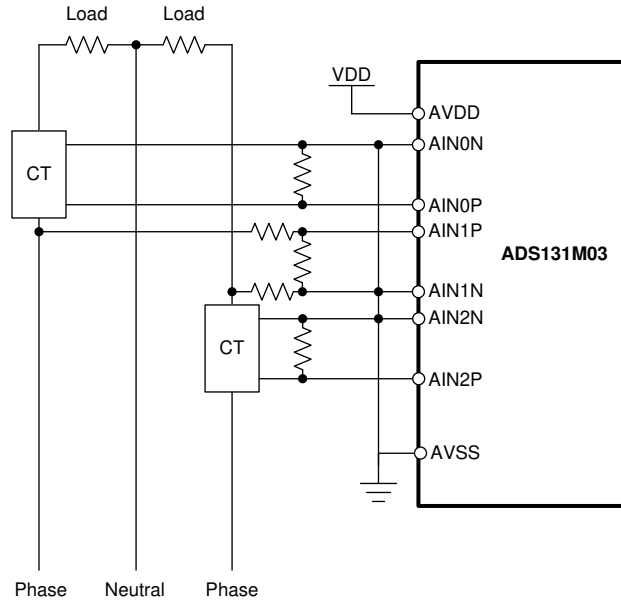 Load Load
VDD
AVDD
AIN0N
CT
AIN0P
AIN1P
ADS131M03
AIN1N
AIN2N
CT
AIN2P
AVSS
Phase Neutral Phase